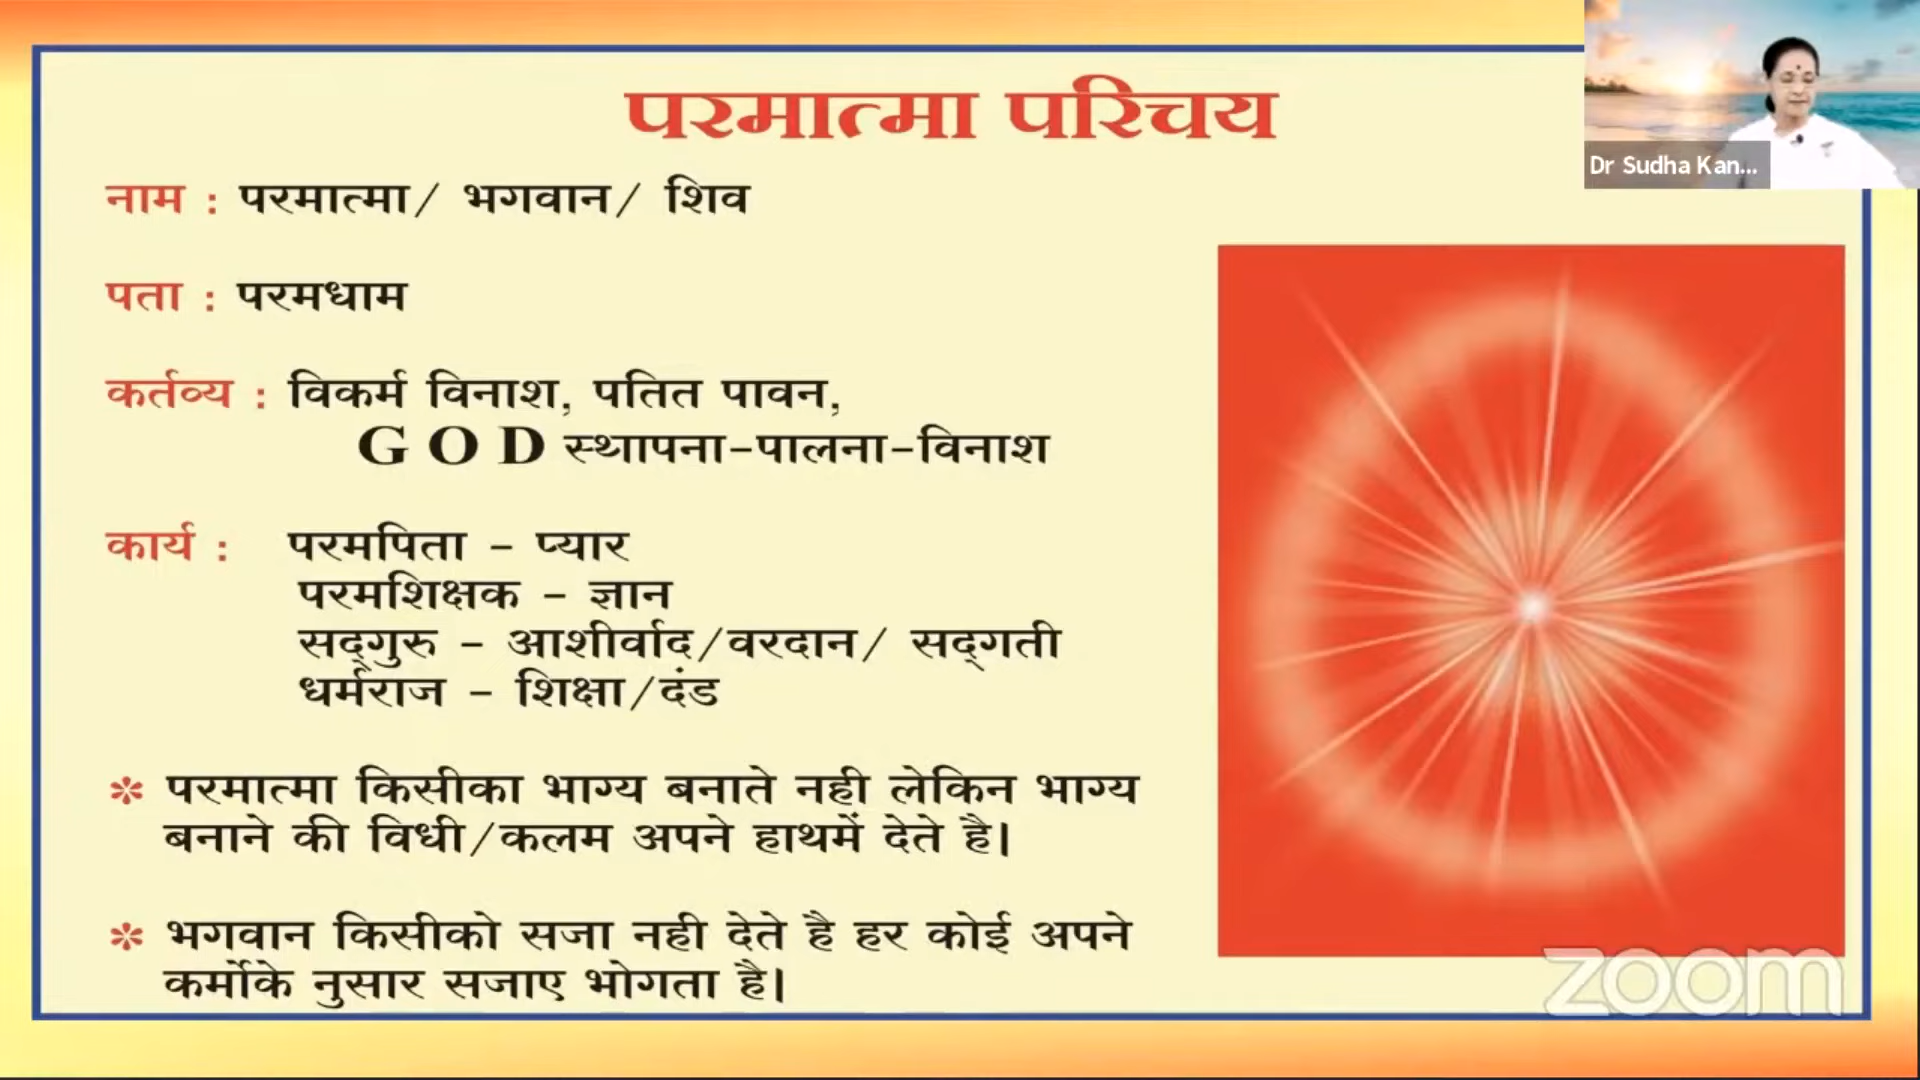 परमात्मा परिचय
Dr Sudha Kan...
नाम : परमात्मा/ भगवान/ शिव
पता : परमधाम
कर्तव्य : विकर्म विनाश, पतित पावन,
G O D स्थापना-पालना-विनाश
कार्य : परमपिता - प्यार
परमशिक्षक - ज्ञान
सद्‌गुरु - आशीर्वाद/वरदान/ सद्‌गती
धर्मराज - शिक्षा/दंड
* परमात्मा किसीका भाग्य बनाते नही लेकिन भाग्य
बनाने की विधी/कलम अपने हाथमें देते है।
* भगवान किसीको सजा नही देते है हर कोई अपने
कर्मोके नुसार सजाए भोगता है।
zoom